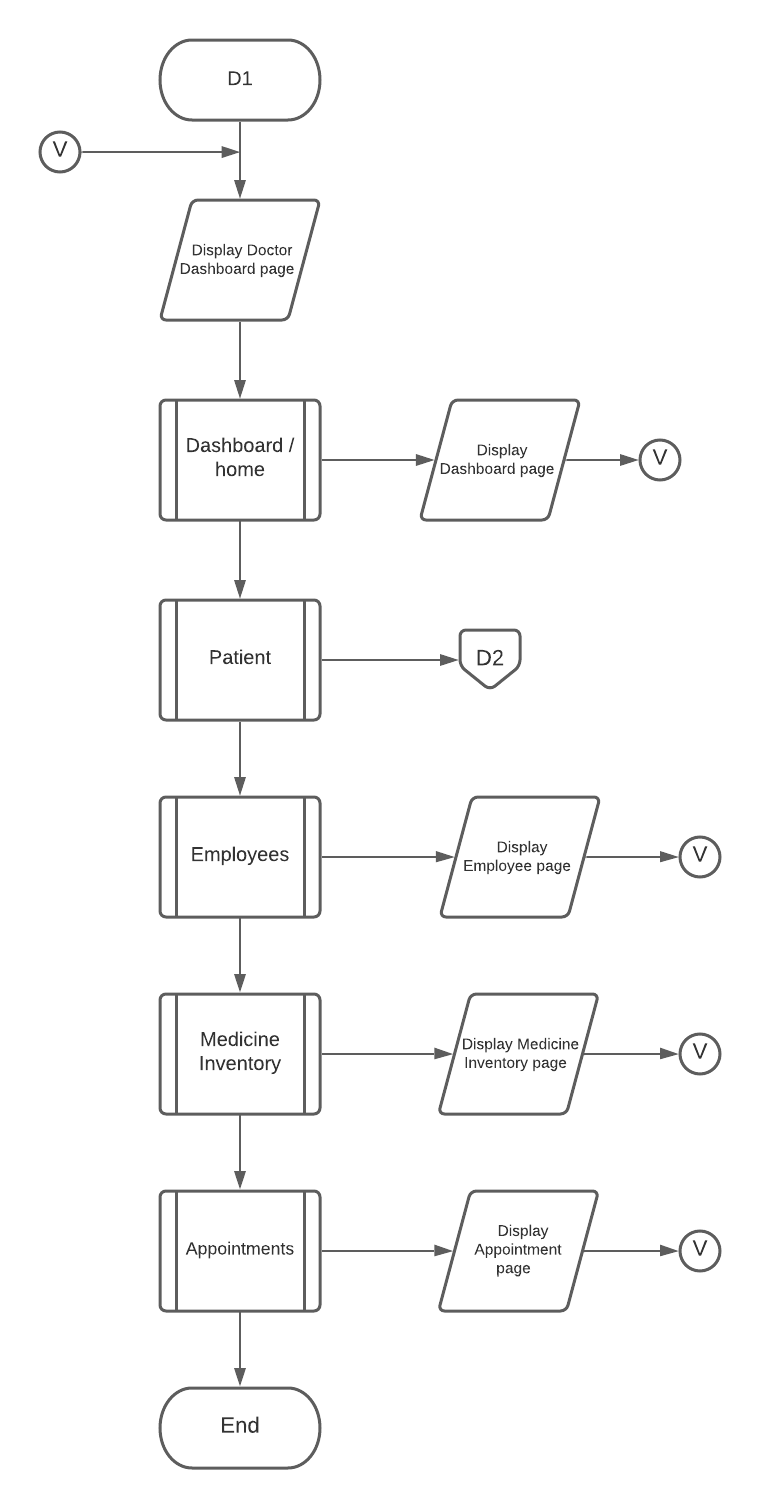 D1
V
Display Doctor
Dashboard page
Dashboard /
home
Display
Dashboard page
V
Patient
D2
Employees
Display
Employee page
V
Medicine
Inventory
Display Medicine
Inventory page
V
Appointments
Display
Appointment
page
V
End